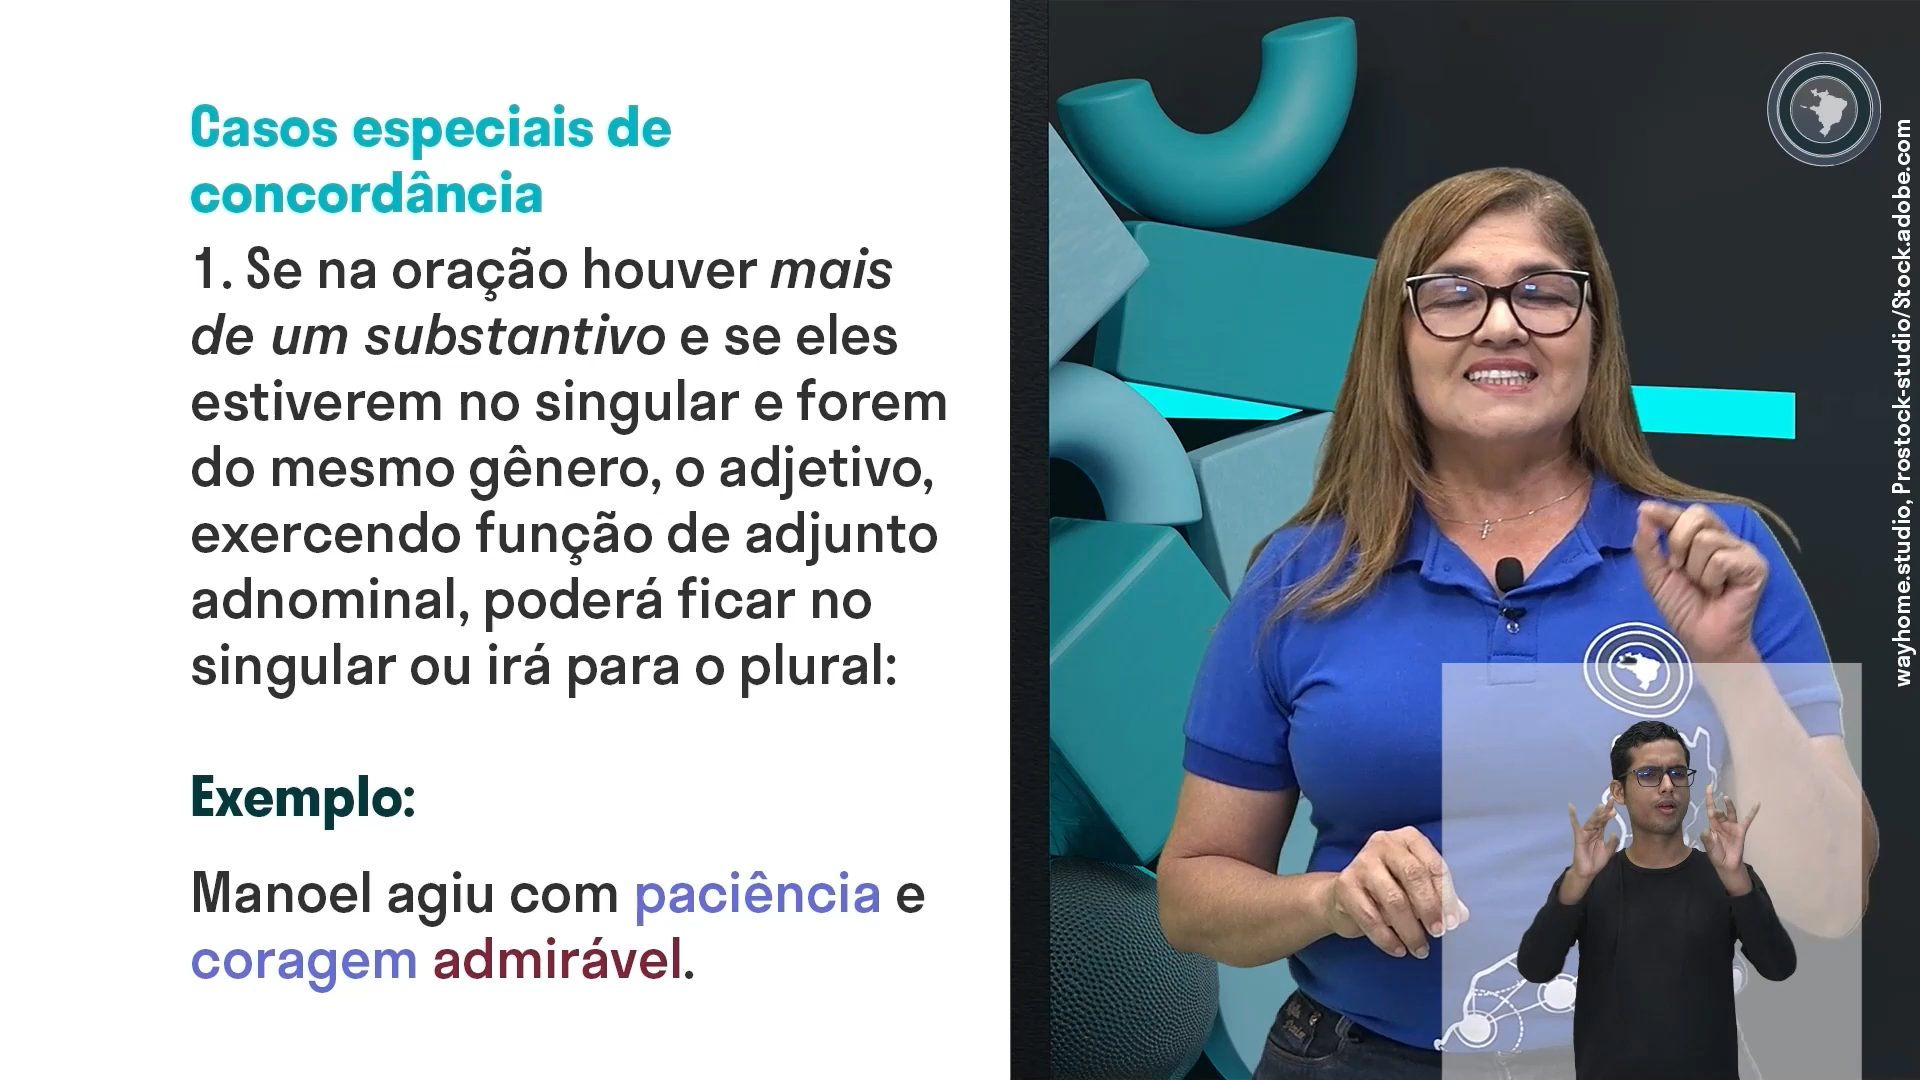 Casos especiais de
concordância
1. Se na oração houver mais
de um substantivo e se eles
estiverem no singular e forem
do mesmo gênero, o adjetivo,
exercendo função de adjunto
adnominal, poderá ficar no
singular ou irá para o plural:
Exemplo:
Manoel agiu com paciência e
coragem admirável.
wayhome.studio, Prostock-studio/Stock.adobe.com